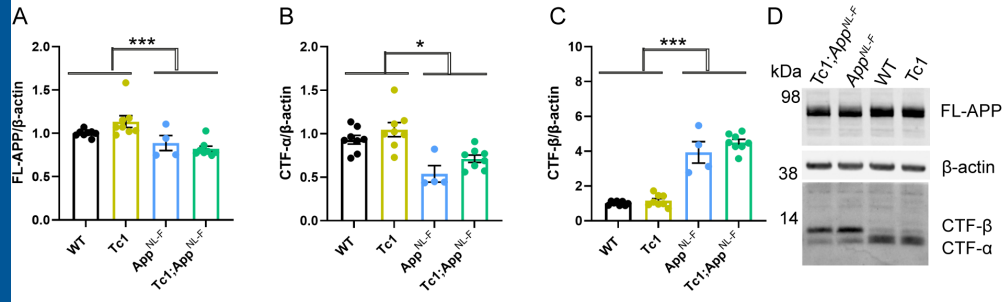 A
FL-APP/β-actin
2.0
1.5
1.0
0.5
0.0
***
WT
Tc1
App^NL-F
Tc1;App^NL-F
B
CTF-α/β-actin
2.0
1.5
1.0
0.5
0.0
*
WT
Tc1
App^NL-F
Tc1;App^NL-F
C
CTF-β/β-actin
10
8
6
4
2
0
***
WT
Tc1
App^NL-F
Tc1;App^NL-F
D
Tc1;App^NL-F
App^NL-F
WT
Tc1
kDa
98
FL-APP
β-actin
38
14
CTF-β
CTF-α